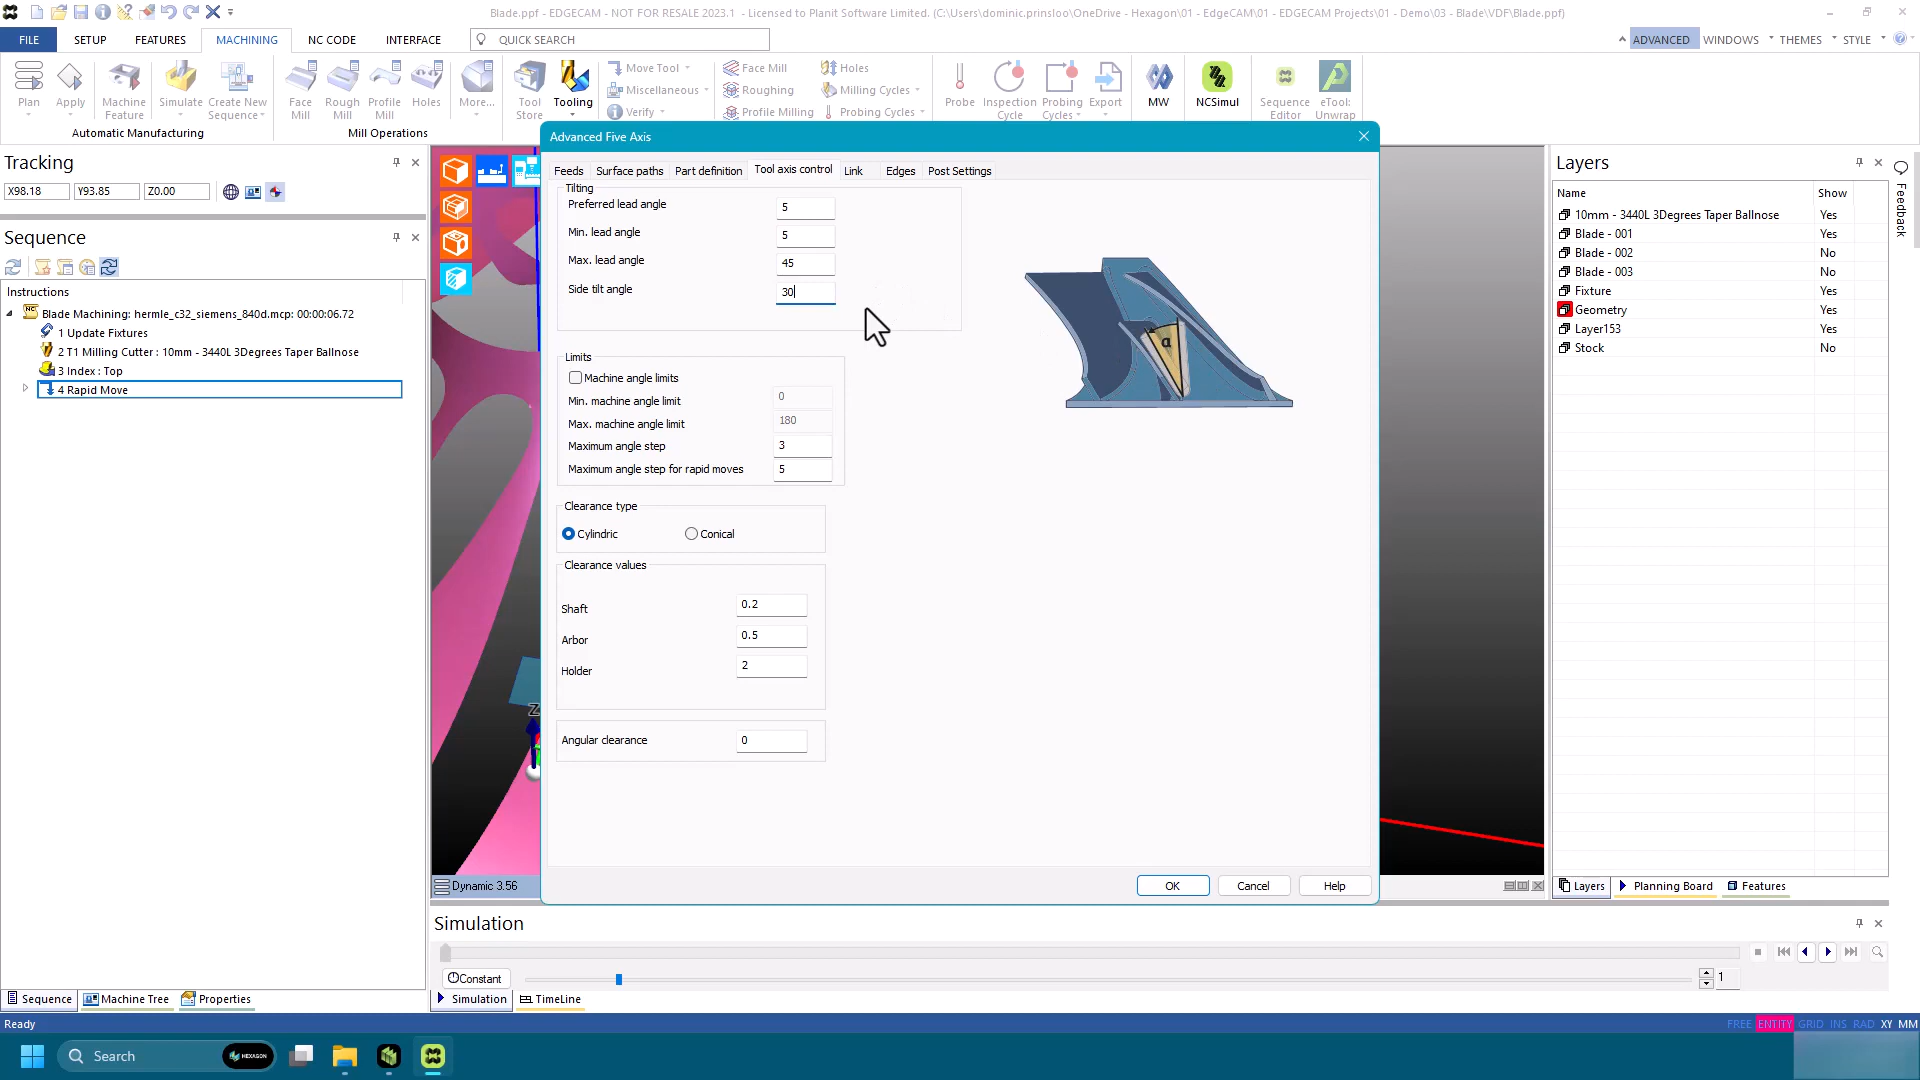 Blade.ppf - EDGECAM - NOT FOR RESALE 2023.1 - Licensed to Planit Software Limited. (C:\Users\dominic.prinsloo\OneDrive - Hexagon\01 - EdgeCAM\01 - EDGECAM Projects\01 - Demo\03 - Blade\VDF\Blade.ppf)
FILE SETUP FEATURES MACHINING NC CODE INTERFACE QUICK SEARCH ADVANCED WINDOWS THEMES STYLE
Plan Apply Machine Feature Simulate Create New Sequence
Automatic Manufacturing
Face Mill Rough Mill Profile Mill Holes More...
Mill Operations
Tool Store Tooling
Move Tool
Miscellaneous
Verify
Face Mill
Roughing
Profile Milling
Holes
Milling Cycles
Probing Cycles
Probe Inspection Cycle Probing Cycles Export MW NCSimul Sequence Editor eTool: Unwrap
Tracking
X98.18 Y93.85 Z0.00
Sequence
Instructions
Blade Machining: hermle_c32_siemens_840d.mcp: 00:00:06.72
1 Update Fixtures
2 T1 Milling Cutter : 10mm - 3440L 3Degrees Taper Ballnose
3 Index : Top
4 Rapid Move
Sequence Machine Tree Properties
Z
Dynamic 3.56
Advanced Five Axis
Feeds Surface paths Part definition Tool axis control Link Edges Post Settings
Tilting
Preferred lead angle 5
Min. lead angle 5
Max. lead angle 45
Side tilt angle 30
Limits
Machine angle limits
Min. machine angle limit 0
Max. machine angle limit 180
Maximum angle step 3
Maximum angle step for rapid moves 5
Clearance type
Cylindric Conical
Clearance values
Shaft 0.2
Arbor 0.5
Holder 2
Angular clearance 0
α
OK Cancel Help
Layers
Name Show
10mm - 3440L 3Degrees Taper Ballnose Yes
Blade - 001 Yes
Blade - 002 No
Blade - 003 No
Fixture Yes
Geometry Yes
Layer153 Yes
Stock No
Feedback
Layers Planning Board Features
Simulation
Constant 1
Simulation TimeLine
Ready FREE ENTITY GRID INS RAD XY MM
Search HEXAGON